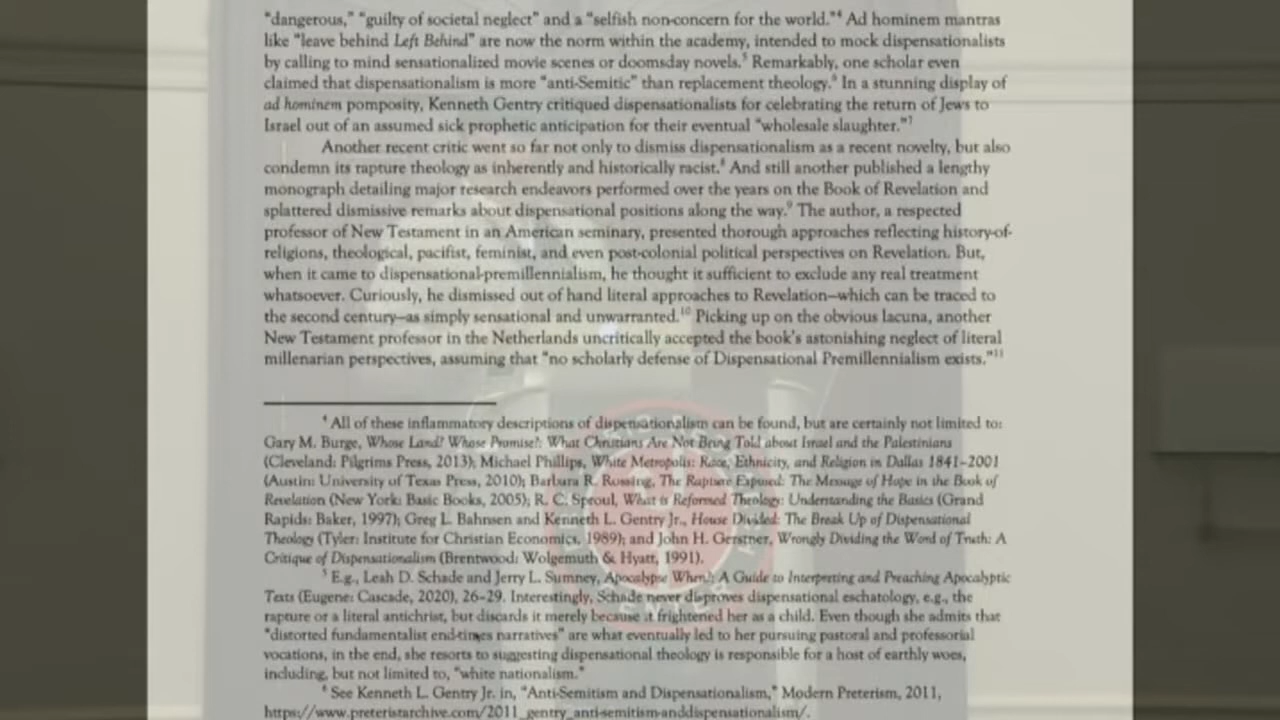 "dangerous," "guilty of societal neglect" and a "selfish non-concern for the world."⁴ Ad hominem mantras
like "leave behind Left Behind" are now the norm within the academy, intended to mock dispensationalists
by calling to mind sensationalized movie scenes or doomsday novels.⁵ Remarkably, one scholar even
claimed that dispensationalism is more "anti-Semitic" than replacement theology.⁶ In a stunning display of
ad hominem pomposity, Kenneth Gentry critiqued dispensationalists for celebrating the return of Jews to
Israel out of an assumed sick prophetic anticipation for their eventual "wholesale slaughter."⁷
Another recent critic went so far not only to dismiss dispensationalism as a recent novelty, but also
condemn its rapture theology as inherently and historically racist.⁸ And still another published a lengthy
monograph detailing major research endeavors performed over the years on the Book of Revelation and
splattered dismissive remarks about dispensational positions along the way.⁹ The author, a respected
professor of New Testament in an American seminary, presented thorough approaches reflecting history-of-
religions, theological, pacifist, feminist, and even post-colonial political perspectives on Revelation. But,
when it came to dispensational-premillennialism, he thought it sufficient to exclude any real treatment
whatsoever. Curiously, he dismissed out of hand literal approaches to Revelation—which can be traced to
the second century—as simply sensational and unwarranted.¹⁰ Picking up on the obvious lacuna, another
New Testament professor in the Netherlands uncritically accepted the book's astonishing neglect of literal
millenarian perspectives, assuming that "no scholarly defense of Dispensational Premillennialism exists."¹¹
⁴ All of these inflammatory descriptions of dispensationalism can be found, but are certainly not limited to:
Gary M. Burge, Whose Land? Whose Promise?: What Christians Are Not Being Told about Israel and the Palestinians
(Cleveland: Pilgrims Press, 2013); Michael Phillips, White Metropolis: Race, Ethnicity, and Religion in Dallas 1841–2001
(Austin: University of Texas Press, 2010); Barbara R. Rossing, The Rapture Exposed: The Message of Hope in the Book of
Revelation (New York: Basic Books, 2005); R. C. Sproul, What is Reformed Theology: Understanding the Basics (Grand
Rapids: Baker, 1997); Greg L. Bahnsen and Kenneth L. Gentry Jr., House Divided: The Break Up of Dispensational
Theology (Tyler: Institute for Christian Economics, 1989); and John H. Gerstner, Wrongly Dividing the Word of Truth: A
Critique of Dispensationalism (Brentwood: Wolgemuth & Hyatt, 1991).
⁵ E.g., Leah D. Schade and Jerry L. Sumney, Apocalypse When?: A Guide to Interpreting and Preaching Apocalyptic
Texts (Eugene: Cascade, 2020), 26–29. Interestingly, Schade never disproves dispensational eschatology, e.g., the
rapture or a literal antichrist, but discards it merely because it frightened her as a child. Even though she admits that
"distorted fundamentalist end-times narratives" are what eventually led to her pursuing pastoral and professorial
vocations, in the end, she resorts to suggesting dispensational theology is responsible for a host of earthly woes,
including, but not limited to, "white nationalism."
⁶ See Kenneth L. Gentry Jr. in, "Anti-Semitism and Dispensationalism," Modern Preterism, 2011,
https://www.preteristarchive.com/2011_gentry_anti-semitism-anddispensationalism/.